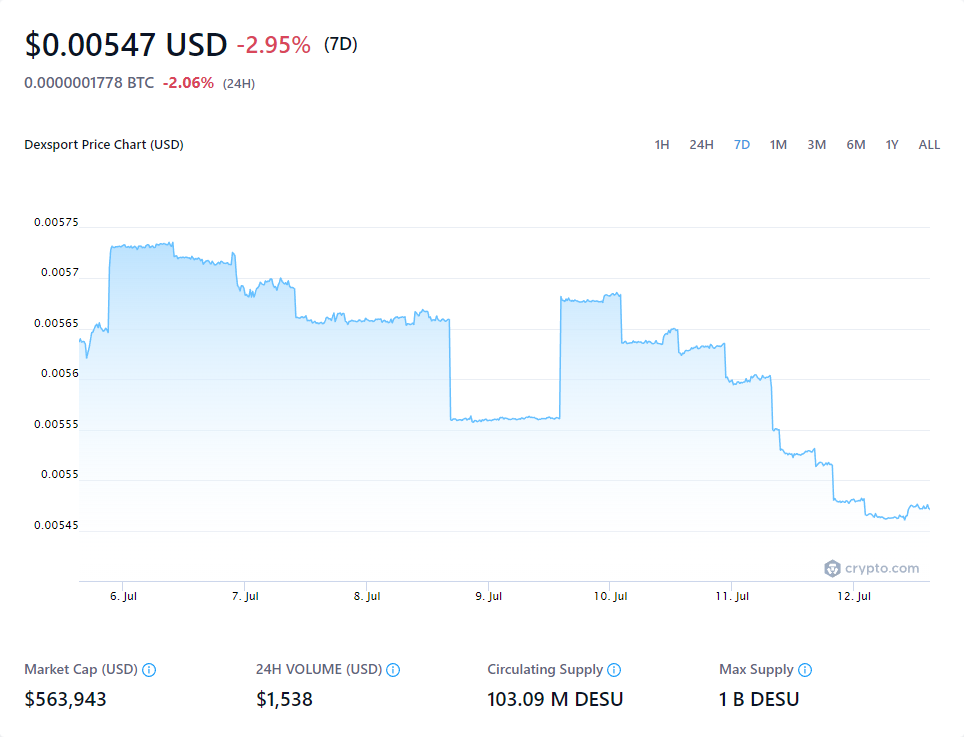 $0.00547 USD -2.95% (7D)
0.0000001778 BTC -2.06% (24H)
Dexsport Price Chart (USD) 1H 24H 7D 1M 3M 6M 1Y ALL
0.00575
0.0057
0.00565
0.0056
0.00555
0.0055
0.00545
crypto.com
6. Jul 7. Jul 8. Jul 9. Jul 10. Jul 11. Jul 12. Jul
Market Cap (USD) 24H VOLUME (USD) Circulating Supply Max Supply
$563,943 $1,538 103.09 M DESU 1 B DESU